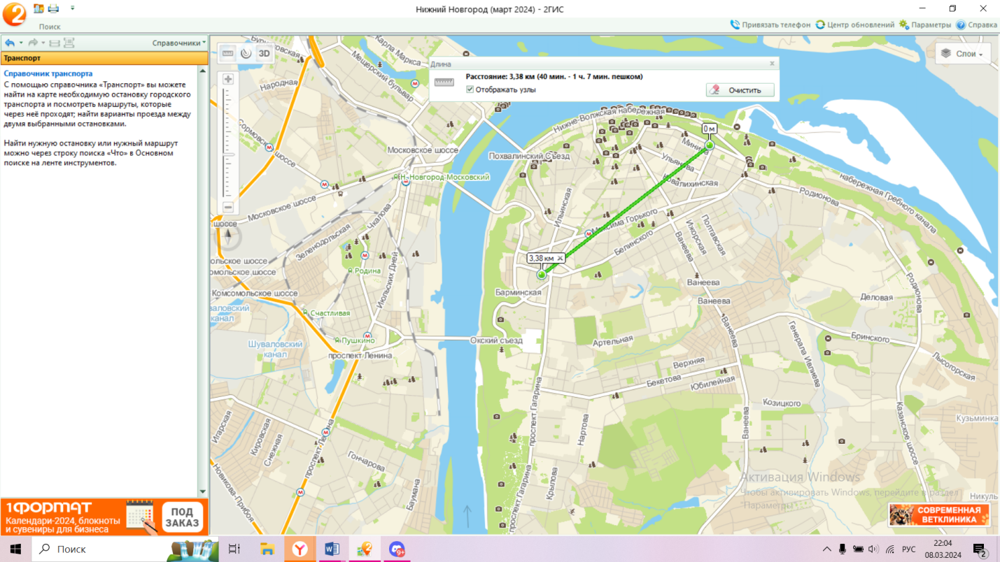 Нижний Новгород (март 2024) - 2ГИС
Поиск
Привязать телефон
Центр обновлений
Параметры
Справка
Справочники
Транспорт
Справочник транспорта
С помощью справочника «Транспорт» вы можете
найти на карте необходимую остановку городского
транспорта и посмотреть маршруты, которые
через неё проходят; найти варианты проезда между
двумя выбранными остановками.
Найти нужную остановку или нужный маршрут
можно через строку поиска «Что» в Основном
поиске на ленте инструментов.
3D
Слои
Длина
Расстояние: 3,38 км (40 мин. - 1 ч. 7 мин. пешком)
Отображать узлы
Очистить
Карла Маркса
Мещерский бульвар
Народная
Сормовское шоссе
Московское шоссе
Нижне-Волжская набережная
0 м
Минина
Похвалинский Съезд
Ульянова
Н.-Новгород-Московский
Ковалихинская
набережная Гребного канала
Родионова
Московское шоссе
Ильинская
Чкалова
шоссе
Максима Горького
Полтавская
Ижорская
Зеленодольская
Белинского
Ванеева
3,38 км
ольское шоссе
омольское шоссе
Родина
Июльских Дней
Комсомольское шоссе
Барминская
Ванеева
Ванеева
Деловая
Родионова
уваловский
канал
Счастливая
Ванеева
Генерала Ивлиева
Бринского
Шуваловский
канал
Пушкино
Окский съезд
Артельная
проспект Ленина
Верхняя
Лысогорская
Бекетова
Юбилейная
проспект Гагарина
Козицкого
Казанское шоссе
Кузьминка
Игарская
Кировская
Снежная
проспект Ленина
Нартова
Ванеева
Гончарова
Новикова-Прибоя
Баумана
проспект Гагарина
Крылова
Никуль
Активация Windows
Чтобы активировать Windows, перейдите в раздел
"Параметры".
1ФОРМАТ
Календари-2024, блокноты
и сувениры для бизнеса
ПОД
ЗАКАЗ
СОВРЕМЕННАЯ
ВЕТКЛИНИКА
Поиск
9+
РУС
22:04
08.03.2024
2